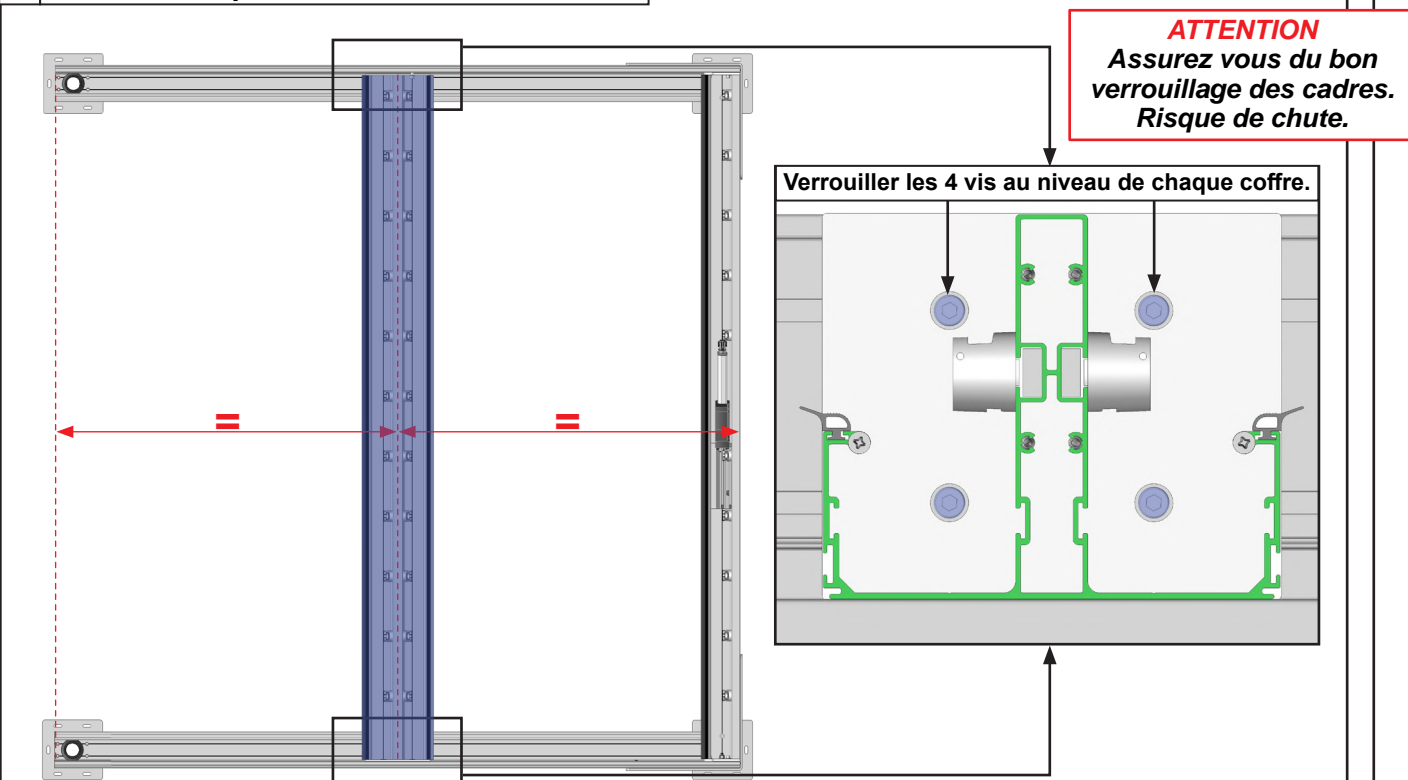 ATTENTION
Assurez vous du bon
verrouillage des cadres.
Risque de chute.
Verrouiller les 4 vis au niveau de chaque coffre.
=
=